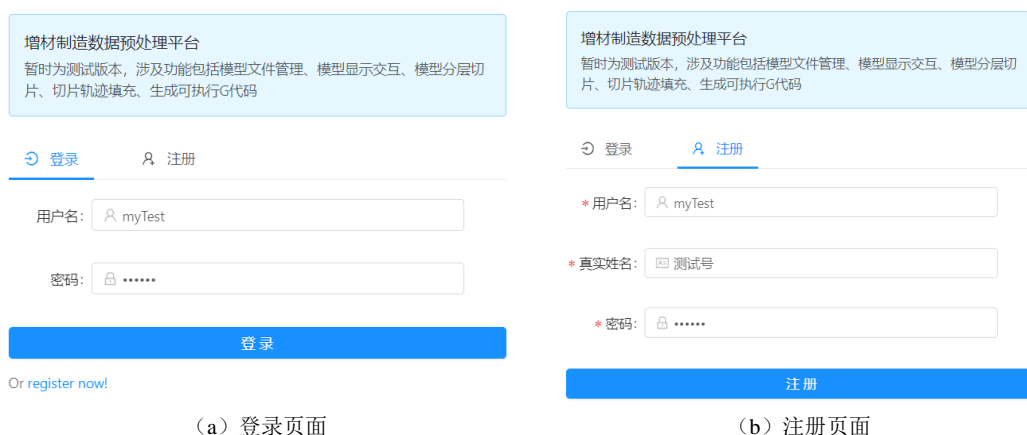 增材制造数据预处理平台
暂时为测试版本，涉及功能包括模型文件管理、模型显示交互、模型分层切
片、切片轨迹填充、生成可执行G代码
登录 注册
用户名: myTest
密码: ••••••
登 录
Or register now!
（a）登录页面
增材制造数据预处理平台
暂时为测试版本，涉及功能包括模型文件管理、模型显示交互、模型分层切
片、切片轨迹填充、生成可执行G代码
登录 注册
* 用户名: myTest
* 真实姓名: 测试号
* 密码: ••••••
注 册
（b）注册页面